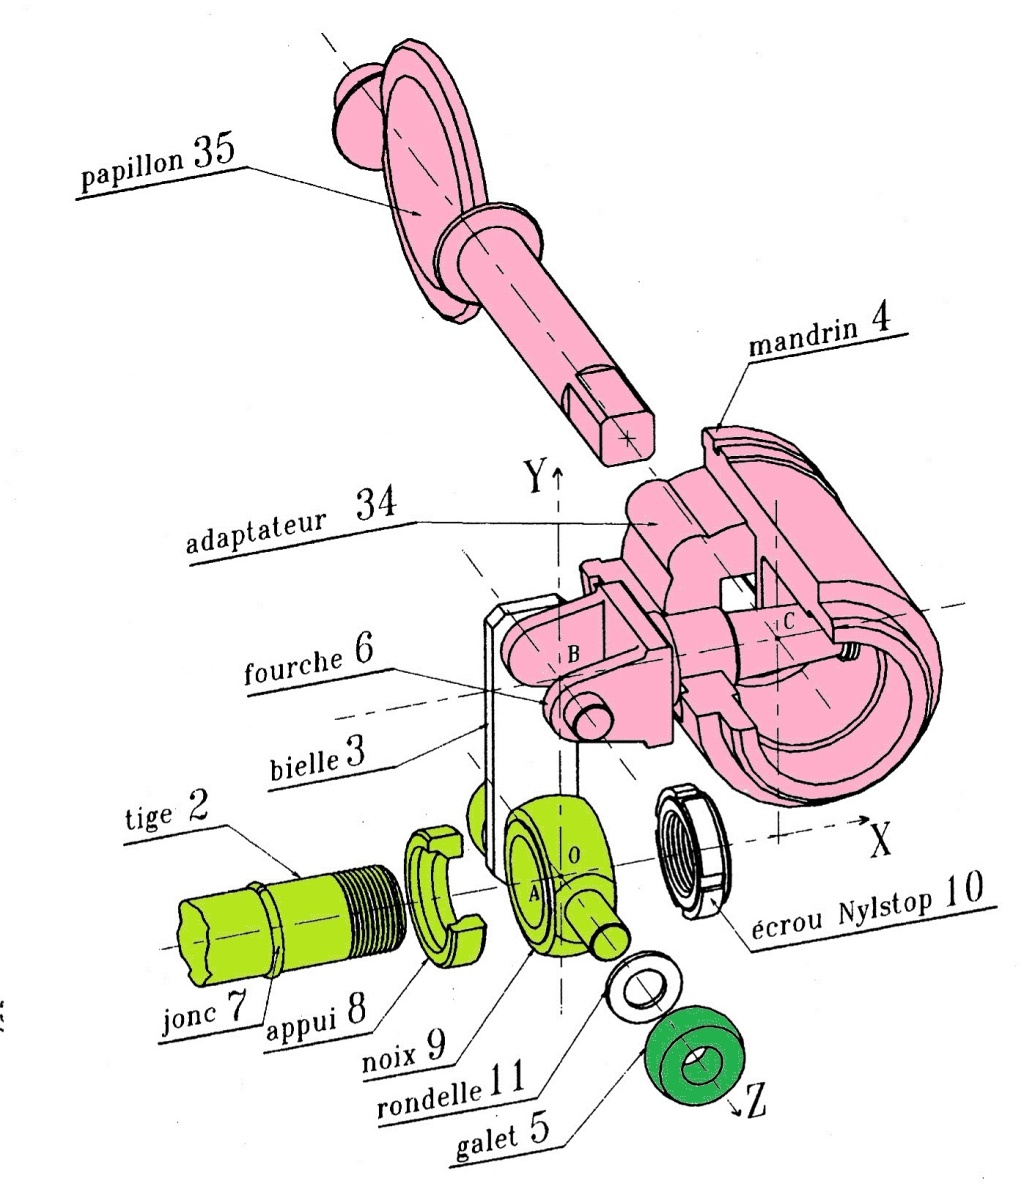 papillon 35
mandrin 4
Y
adaptateur 34
C
B
fourche 6
bielle 3
tige 2
X
O
A
écrou Nylstop 10
jonc 7
appui 8
noix 9
rondelle 11
Z
galet 5